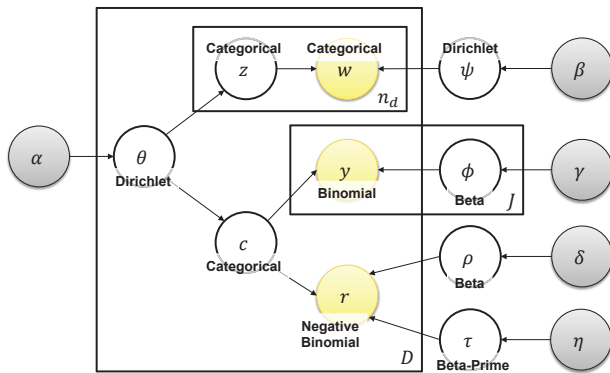 Categorical
Categorical
Dirichlet
z
w
ψ
β
n_d
α
θ
Dirichlet
y
Binomial
ϕ
Beta
J
γ
c
Categorical
ρ
Beta
δ
r
Negative
Binomial
τ
Beta-Prime
η
D